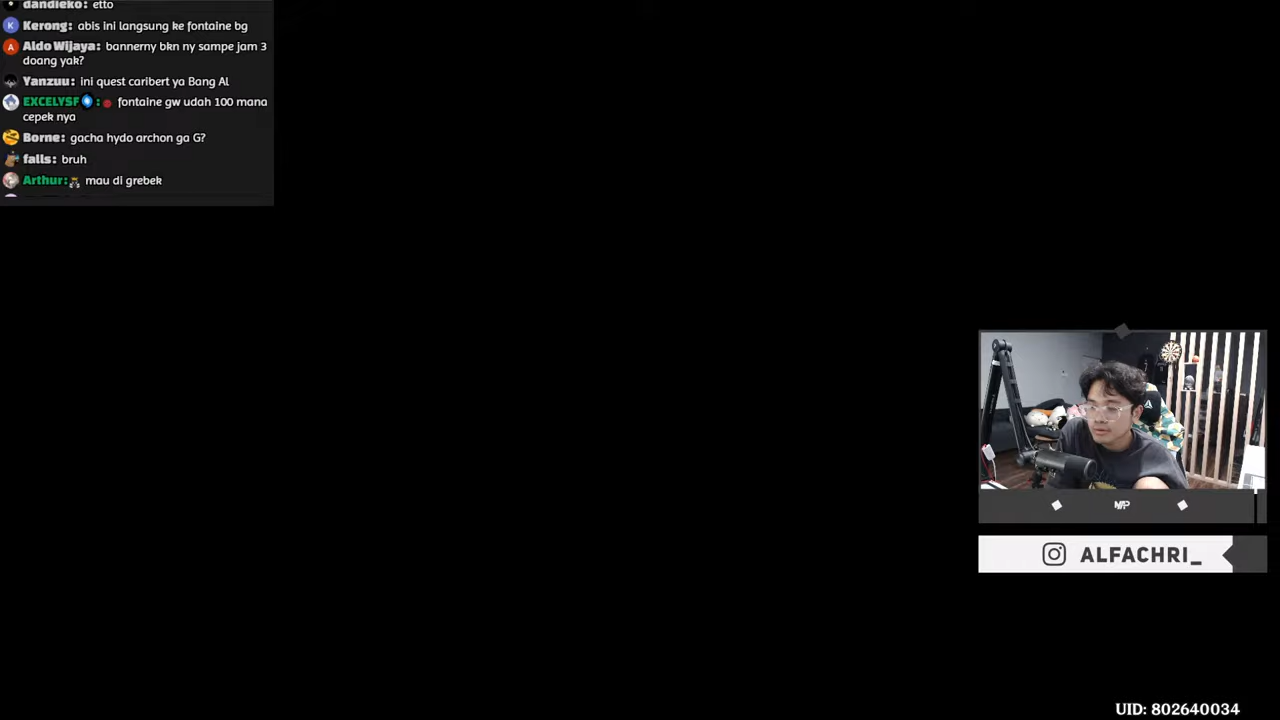 dandieko: etto
Kerong: abis ini langsung ke fontaine bg
Aldo Wijaya: bannerny bkn ny sampe jam 3
doang yak?
Yanzuu: ini quest caribert ya Bang Al
EXCELYSF: fontaine gw udah 100 mana
cepek nya
Borne: gacha hydo archon ga G?
falls: bruh
Arthur: mau di grebek
ALFACHRI_
UID: 802640034